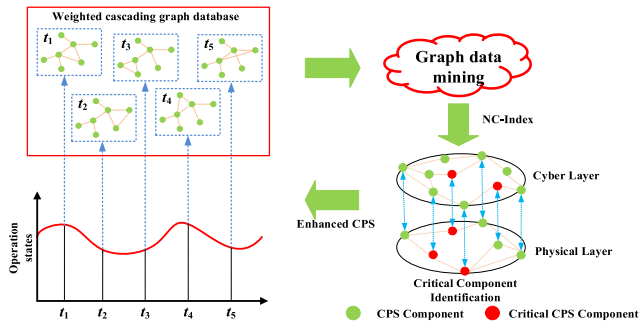 Weighted cascading graph database
t1
t2
t3
t4
t5
Graph data
mining
NC-Index
Cyber Layer
Physical Layer
Critical Component
Identification
CPS Component
Critical CPS Component
Enhanced CPS
Operation
states
t1
t2
t3
t4
t5